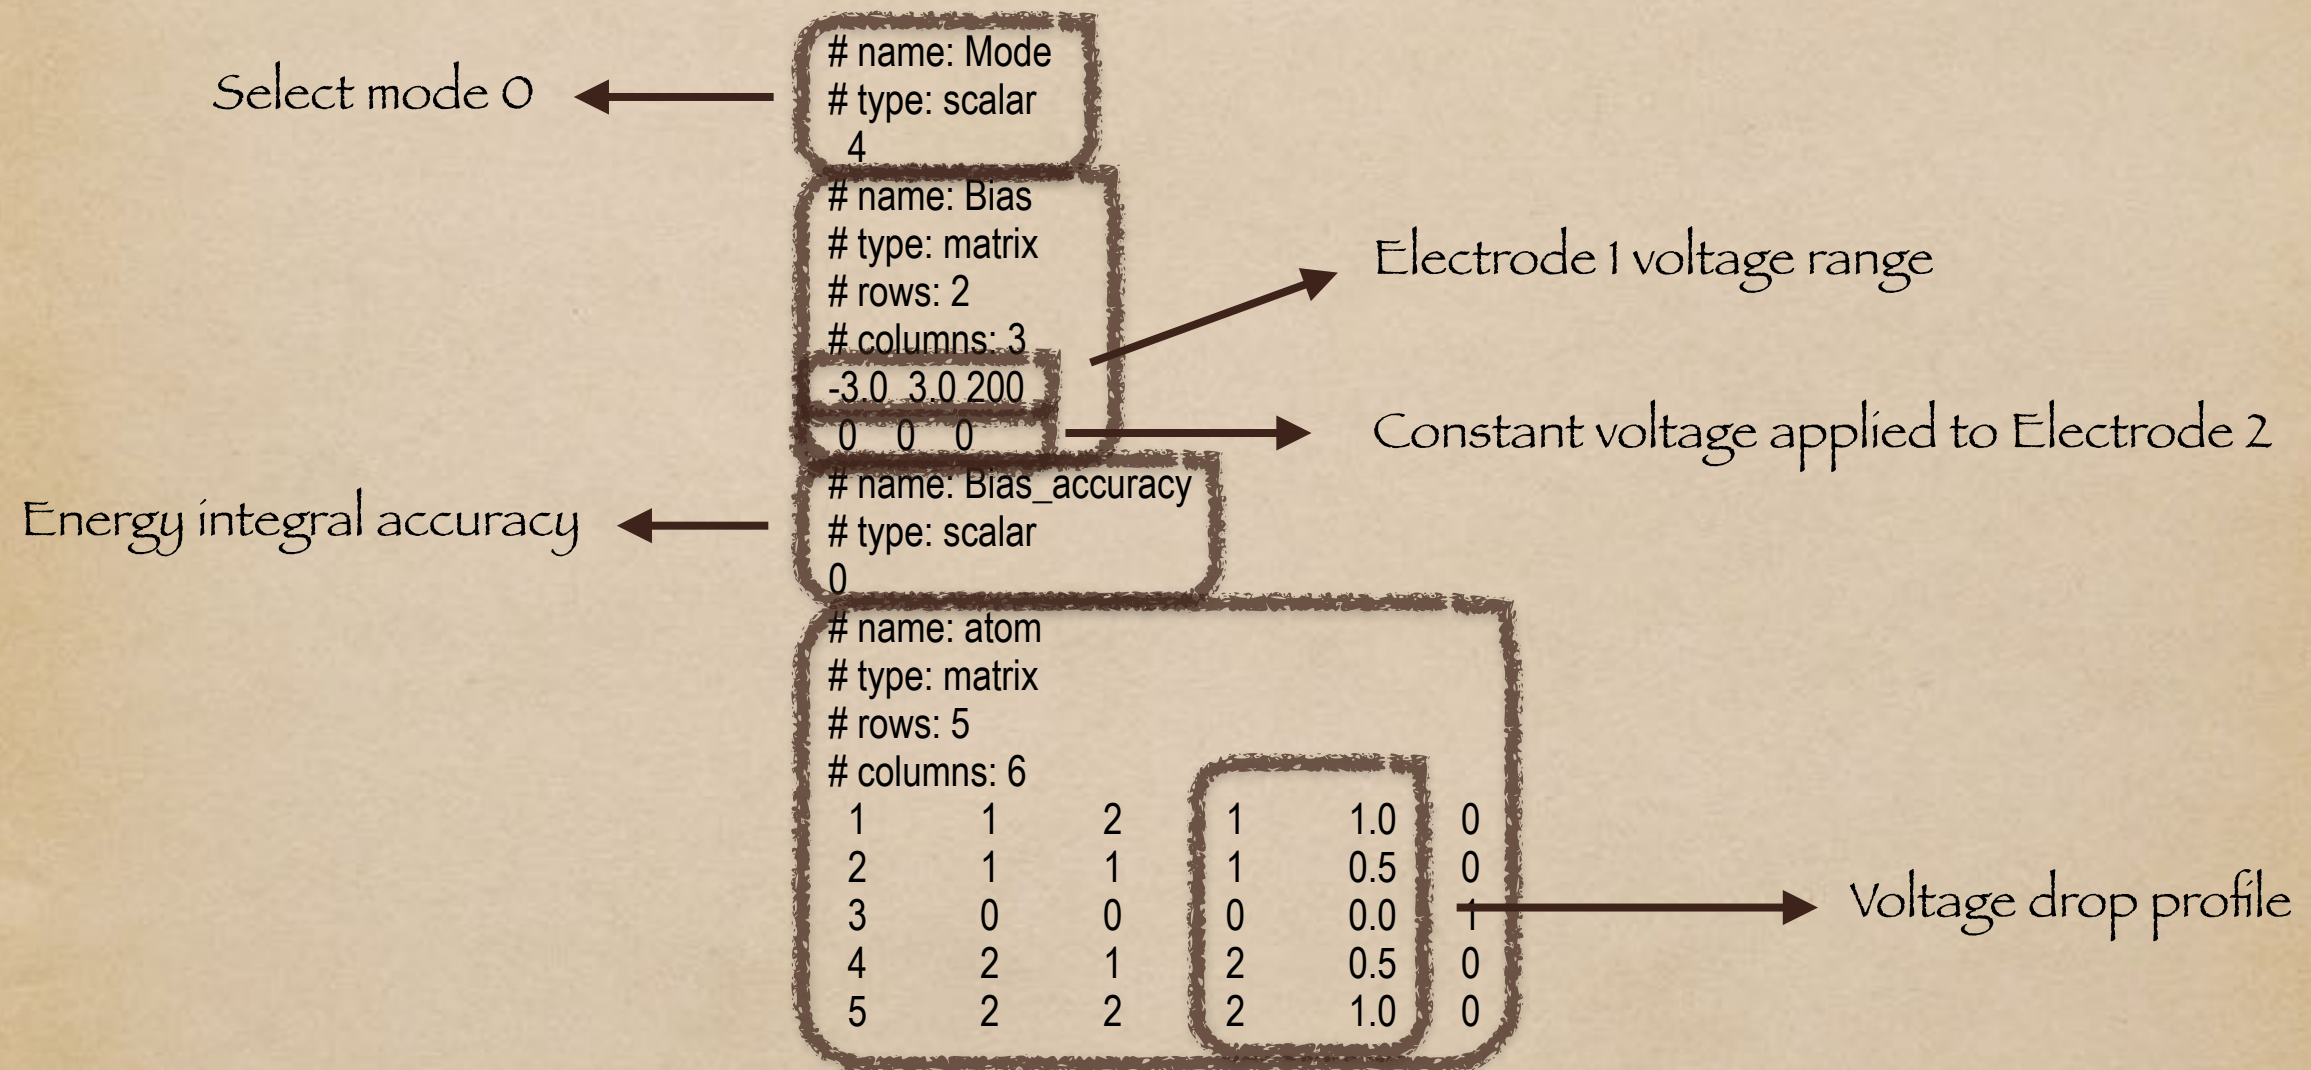 Select mode 0
# name: Mode
# type: scalar
4
# name: Bias
# type: matrix
# rows: 2
# columns: 3
-3.0 3.0 200
0 0 0
Electrode 1 voltage range
Constant voltage applied to Electrode 2
Energy integral accuracy
# name: Bias_accuracy
# type: scalar
0
# name: atom
# type: matrix
# rows: 5
# columns: 6
1 1 2 1 1.0 0
2 1 1 1 0.5 0
3 0 0 0 0.0 1
4 2 1 2 0.5 0
5 2 2 2 1.0 0
Voltage drop profile